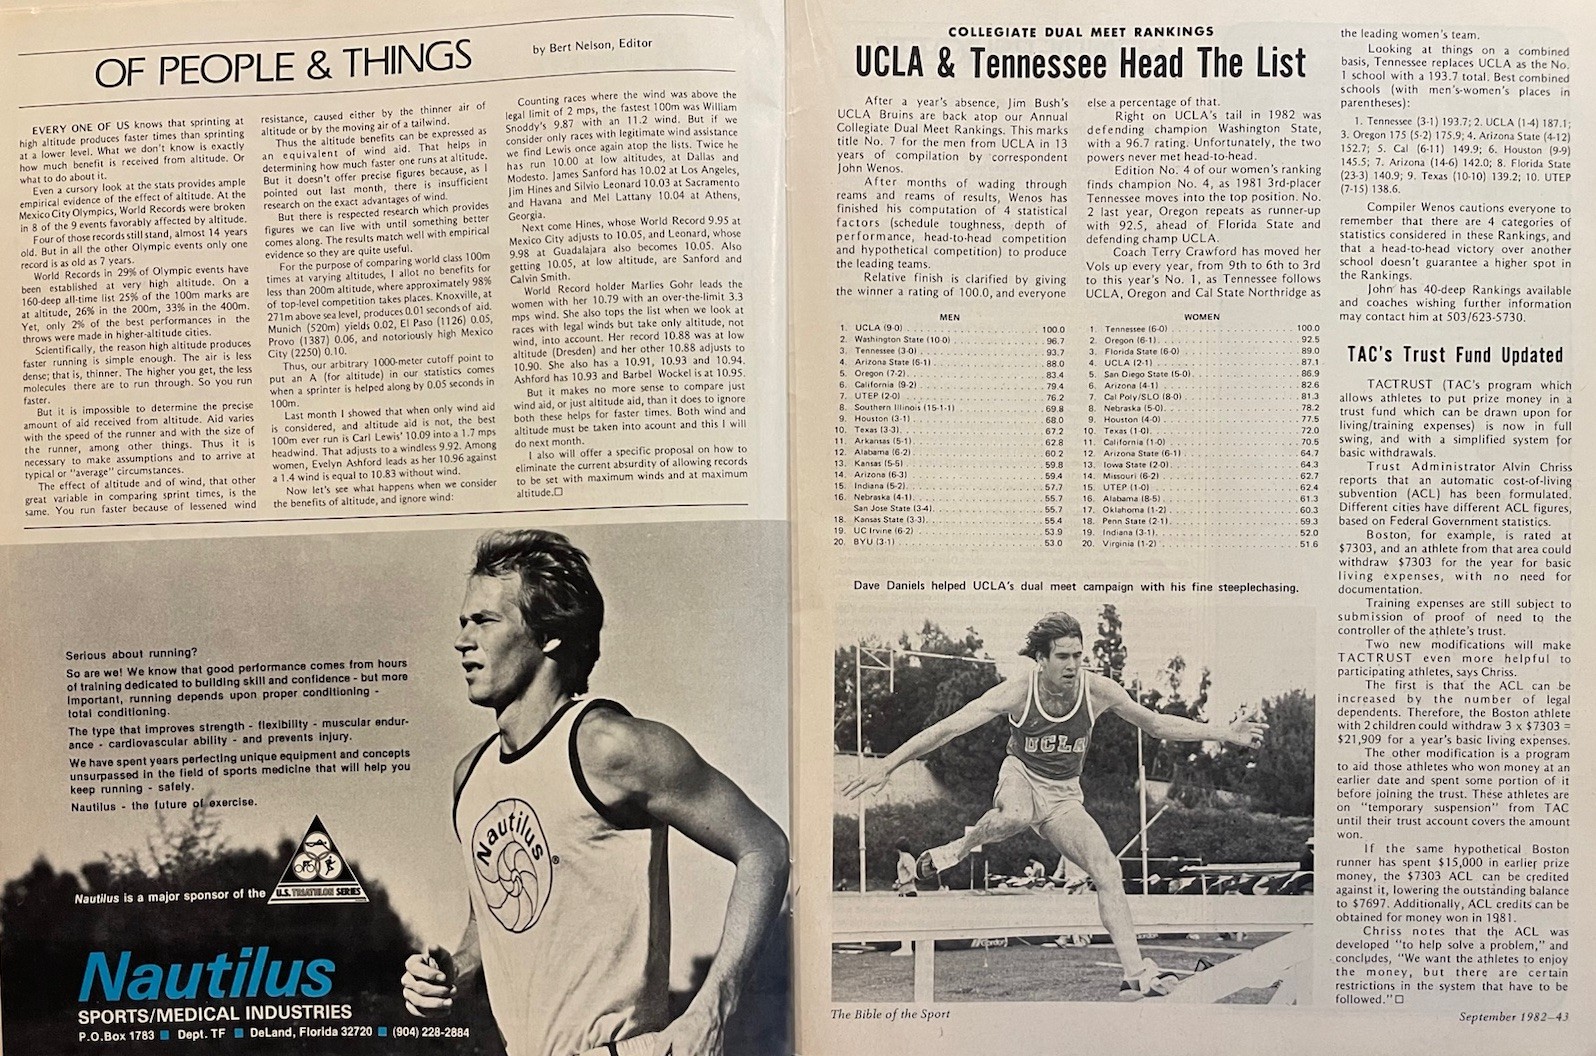 OF PEOPLE & THINGS
by Bert Nelson, Editor
EVERY ONE OF US knows that sprinting at
high altitude produces faster times than sprinting
at a lower level. What we don't know is exactly
how much benefit is received from altitude. Or
what to do about it.
Even a cursory look at the stats provides ample
empirical evidence of the effect of altitude. At the
Mexico City Olympics, World Records were broken
in 8 of the 9 events favorably affected by altitude.
Four of those records still stand, almost 14 years
old. But in all the other Olympic events only one
record is as old as 7 years.
World Records in 29% of Olympic events have
been established at very high altitude. On a
160-deep all-time list 25% of the 100m marks are
at altitude, 26% in the 200m, 33% in the 400m.
Yet, only 2% of the best performances in the
throws were made in higher-altitude cities.
Scientifically, the reason high altitude produces
faster running is simple enough. The air is less
dense; that is, thinner. The higher you get, the less
molecules there are to run through. So you run
faster.
But it is impossible to determine the precise
amount of aid received from altitude. Aid varies
with the speed of the runner and with the size of
the runner, among other things. Thus it is
necessary to make assumptions and to arrive at
typical or "average" circumstances.
The effect of altitude and of wind, that other
great variable in comparing sprint times, is the
same. You run faster because of lessened wind
resistance, caused either by the thinner air of
altitude or by the moving air of a tailwind.
Thus the altitude benefits can be expressed as
an equivalent of wind aid. That helps in
determining how much faster one runs at altitude.
But it doesn't offer precise figures because, as I
pointed out last month, there is insufficient
research on the exact advantages of wind.
But there is respected research which provides
figures we can live with until something better
comes along. The results match well with empirical
evidence so they are quite useful.
For the purpose of comparing world class 100m
times at varying altitudes, I allot no benefits for
less than 200m altitude, where approximately 98%
of top-level competition takes places. Knoxville, at
271m above sea level, produces 0.01 seconds of aid.
Munich (520m) yields 0.02, El Paso (1126) 0.05,
Provo (1387) 0.06, and notoriously high Mexico
City (2250) 0.10.
Thus, our arbitrary 1000-meter cutoff point to
put an A (for altitude) in our statistics comes
when a sprinter is helped along by 0.05 seconds in
100m.
Last month I showed that when only wind aid
is considered, and altitude aid is not, the best
100m ever run is Carl Lewis' 10.09 into a 1.7 mps
headwind. That adjusts to a windless 9.92. Among
women, Evelyn Ashford leads as her 10.96 against
a 1.4 wind is equal to 10.83 without wind.
Now let's see what happens when we consider
the benefits of altitude, and ignore wind:
Counting races where the wind was above the
legal limit of 2 mps, the fastest 100m was William
Snoddy's 9.87 with an 11.2 wind. But if we
consider only races with legitimate wind assistance
we find Lewis once again atop the lists. Twice he
has run 10.00 at low altitudes, at Dallas and
Modesto. James Sanford has 10.02 at Los Angeles,
Jim Hines and Silvio Leonard 10.03 at Sacramento
and Havana and Mel Lattany 10.04 at Athens,
Georgia.
Next come Hines, whose World Record 9.95 at
Mexico City adjusts to 10.05, and Leonard, whose
9.98 at Guadalajara also becomes 10.05. Also
getting 10.05, at low altitude, are Sanford and
Calvin Smith.
World Record holder Marlies Gohr leads the
women with her 10.79 with an over-the-limit 3.3
mps wind. She also tops the list when we look at
races with legal winds but take only altitude, not
wind, into account. Her record 10.88 was at low
altitude (Dresden) and her other 10.88 adjusts to
10.90. She also has a 10.91, 10.93 and 10.94.
Ashford has 10.93 and Barbel Wockel is at 10.95.
But it makes no more sense to compare just
wind aid, or just altitude aid, than it does to ignore
both these helps for faster times. Both wind and
altitude must be taken into acount and this I will
do next month.
I also will offer a specific proposal on how to
eliminate the current absurdity of allowing records
to be set with maximum winds and at maximum
altitude.□
Serious about running?
So are we! We know that good performance comes from hours
of training dedicated to building skill and confidence - but more
important, running depends upon proper conditioning -
total conditioning.
The type that improves strength - flexibility - muscular endur-
ance - cardiovascular ability - and prevents injury.
We have spent years perfecting unique equipment and concepts
unsurpassed in the field of sports medicine that will help you
keep running - safely.
Nautilus - the future of exercise.
Nautilus is a major sponsor of the
U.S. TRIATHLON SERIES
Nautilus®
Nautilus
SPORTS/MEDICAL INDUSTRIES
P.O.Box 1783 ■ Dept. TF ■ DeLand, Florida 32720 ■ (904) 228-2884
COLLEGIATE DUAL MEET RANKINGS
UCLA & Tennessee Head The List
After a year's absence, Jim Bush's
UCLA Bruins are back atop our Annual
Collegiate Dual Meet Rankings. This marks
title No. 7 for the men from UCLA in 13
years of compilation by correspondent
John Wenos.
After months of wading through
reams and reams of results, Wenos has
finished his computation of 4 statistical
factors (schedule toughness, depth of
performance, head-to-head competition
and hypothetical competition) to produce
the leading teams.
Relative finish is clarified by giving
the winner a rating of 100.0, and everyone
else a percentage of that.
Right on UCLA's tail in 1982 was
defending champion Washington State,
with a 96.7 rating. Unfortunately, the two
powers never met head-to-head.
Edition No. 4 of our women's ranking
finds champion No. 4, as 1981 3rd-placer
Tennessee moves into the top position. No.
2 last year, Oregon repeats as runner-up
with 92.5, ahead of Florida State and
defending champ UCLA.
Coach Terry Crawford has moved her
Vols up every year, from 9th to 6th to 3rd
to this year's No. 1, as Tennessee follows
UCLA, Oregon and Cal State Northridge as
the leading women's team.
Looking at things on a combined
basis, Tennessee replaces UCLA as the No.
1 school with a 193.7 total. Best combined
schools (with men's-women's places in
parentheses):
1. Tennessee (3-1) 193.7; 2. UCLA (1-4) 187.1;
3. Oregon 175 (5-2) 175.9; 4. Arizona State (4-12)
152.7; 5. Cal (6-11) 149.9; 6. Houston (9-9)
145.5; 7. Arizona (14-6) 142.0; 8. Florida State
(23-3) 140.9; 9. Texas (10-10) 139.2; 10. UTEP
(7-15) 138.6.
Compiler Wenos cautions everyone to
remember that there are 4 categories of
statistics considered in these Rankings, and
that a head-to-head victory over another
school doesn't guarantee a higher spot in
the Rankings.
John has 40-deep Rankings available
and coaches wishing further information
may contact him at 503/623-5730.
MEN
1. UCLA (9-0) 100.0
2. Washington State (10-0) 96.7
3. Tennessee (3-0) 93.7
4. Arizona State (6-1) 88.0
5. Oregon (7-2) 83.4
6. California (9-2) 79.4
7. UTEP (2-0) 76.2
8. Southern Illinois (15-1-1) 69.8
9. Houston (3-1) 68.0
10. Texas (3-3) 67.2
11. Arkansas (5-1) 62.8
12. Alabama (6-2) 60.2
13. Kansas (5-5) 59.8
14. Arizona (6-3) 59.4
15. Indiana (5-2) 57.7
16. Nebraska (4-1) 55.7
San Jose State (3-4) 55.7
18. Kansas State (3-3) 55.4
19. UC Irvine (6-2) 53.9
20. BYU (3-1) 53.0
WOMEN
1. Tennessee (6-0) 100.0
2. Oregon (6-1) 92.5
3. Florida State (6-0) 89.0
4. UCLA (2-1) 87.1
5. San Diego State (5-0) 86.9
6. Arizona (4-1) 82.6
7. Cal Poly/SLO (8-0) 81.3
8. Nebraska (5-0) 78.2
9. Houston (4-0) 77.5
10. Texas (1-0) 72.0
11. California (1-0) 70.5
12. Arizona State (6-1) 64.7
13. Iowa State (2-0) 64.3
14. Missouri (6-2) 62.7
15. UTEP (1-0) 62.4
16. Alabama (8-5) 61.3
17. Oklahoma (1-2) 60.3
18. Penn State (2-1) 59.3
19. Indiana (3-1) 52.0
20. Virginia (1-2) 51.6
Dave Daniels helped UCLA's dual meet campaign with his fine steeplechasing.
UCLA
TAC's Trust Fund Updated
TACTRUST (TAC's program which
allows athletes to put prize money in a
trust fund which can be drawn upon for
living/training expenses) is now in full
swing, and with a simplified system for
basic withdrawals.
Trust Administrator Alvin Chriss
reports that an automatic cost-of-living
subvention (ACL) has been formulated.
Different cities have different ACL figures,
based on Federal Government statistics.
Boston, for example, is rated at
$7303, and an athlete from that area could
withdraw $7303 for the year for basic
living expenses, with no need for
documentation.
Training expenses are still subject to
submission of proof of need to the
controller of the athlete's trust.
Two new modifications will make
TACTRUST even more helpful to
participating athletes, says Chriss.
The first is that the ACL can be
increased by the number of legal
dependents. Therefore, the Boston athlete
with 2 children could withdraw 3 x $7303 =
$21,909 for a year's basic living expenses.
The other modification is a program
to aid those athletes who won money at an
earlier date and spent some portion of it
before joining the trust. These athletes are
on "temporary suspension" from TAC
until their trust account covers the amount
won.
If the same hypothetical Boston
runner has spent $15,000 in earlier prize
money, the $7303 ACL can be credited
against it, lowering the outstanding balance
to $7697. Additionally, ACL credits can be
obtained for money won in 1981.
Chriss notes that the ACL was
developed "to help solve a problem," and
concludes, "We want the athletes to enjoy
the money, but there are certain
restrictions in the system that have to be
followed."□
The Bible of the Sport
September 1982–43